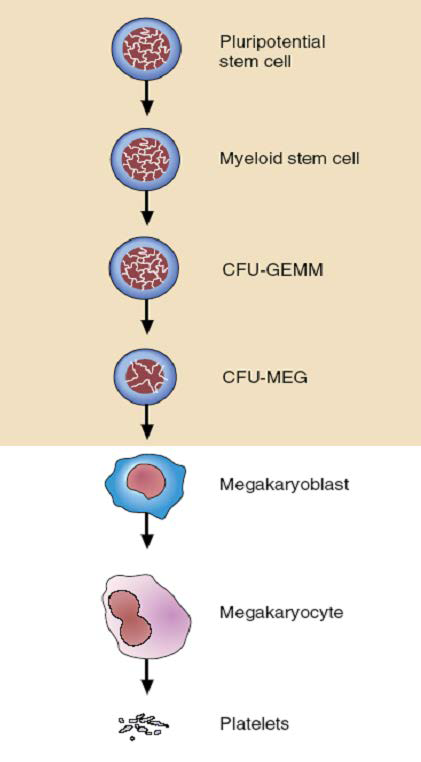 Pluripotential
stem cell
Myeloid stem cell
CFU-GEMM
CFU-MEG
Megakaryoblast
Megakaryocyte
Platelets